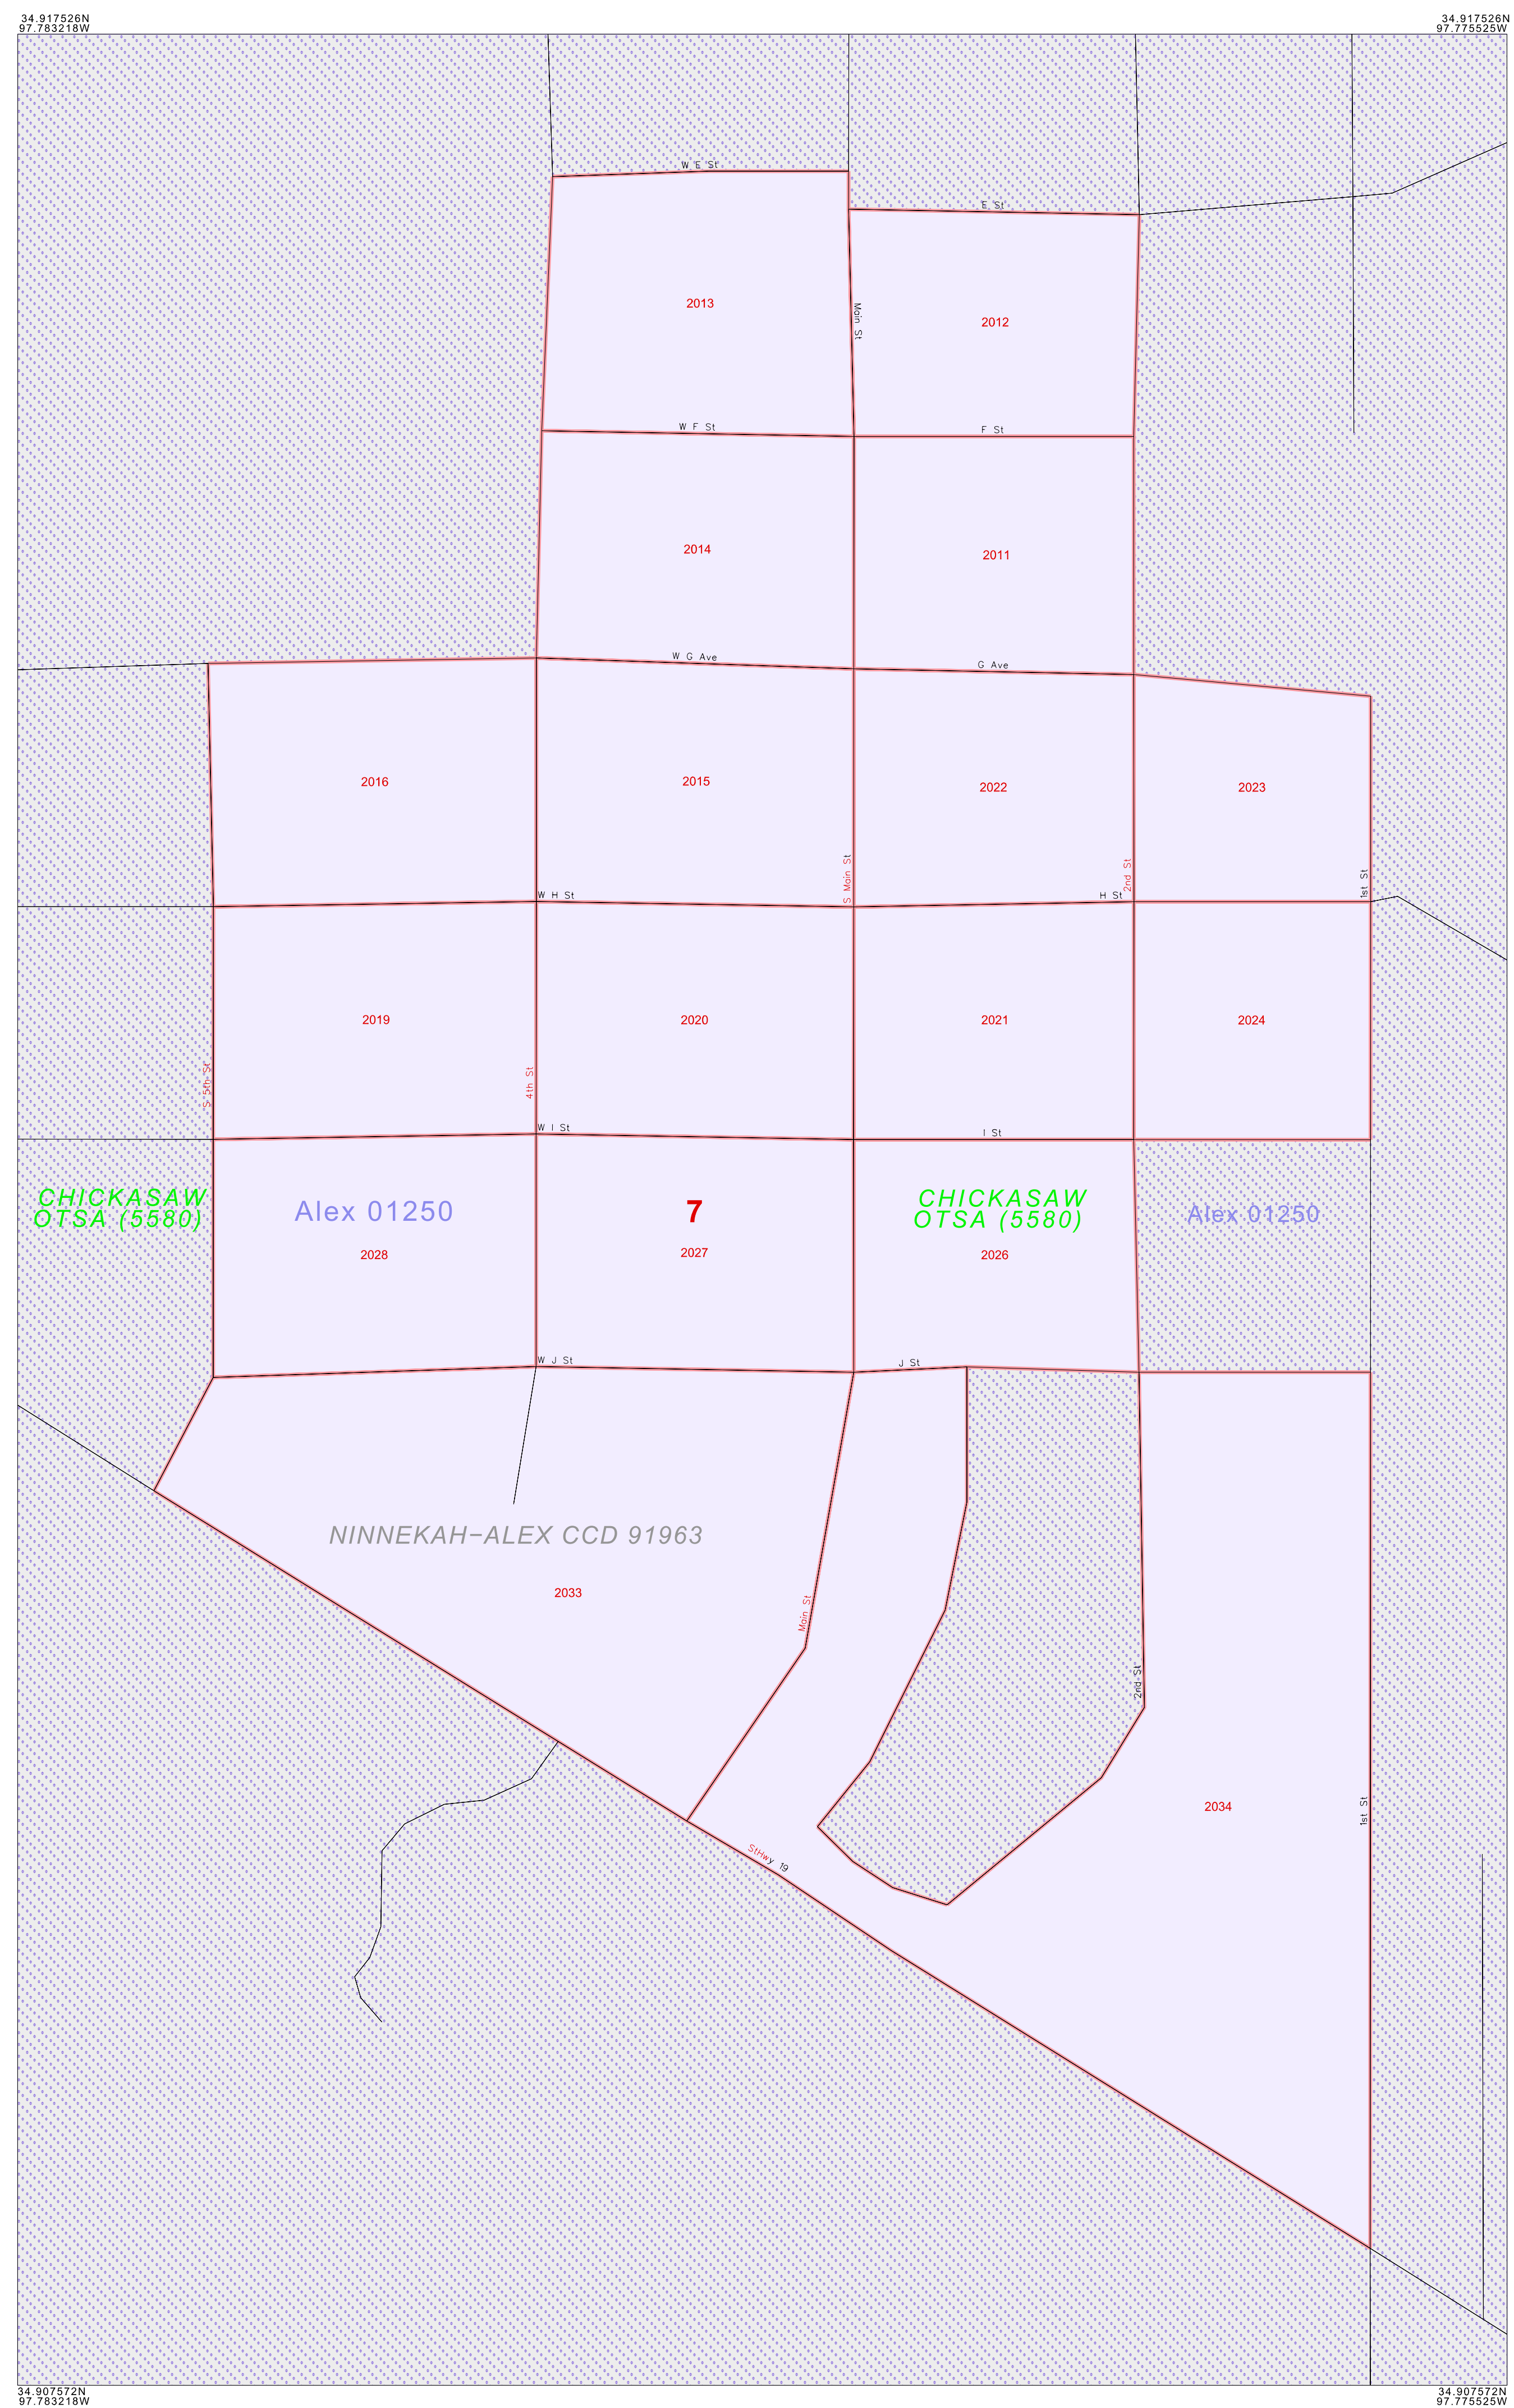 34.917526N
97.783218W
34.917526N
97.775525W
W E St
E St
2013
Main St
2012
W F St
F St
2014
2011
W G Ave
G Ave
2016
2015
2022
2023
S Main St
2nd St
1st St
W H St
H St
2019
2020
2021
2024
S 5th St
4th St
W I St
I St
CHICKASAW
OTSA (5580)
Alex 01250
7
CHICKASAW
OTSA (5580)
Alex 01250
2028
2027
2026
W J St
J St
NINNEKAH-ALEX CCD 91963
2033
Main St
2nd St
2034
1st St
StHwy 19
34.907572N
97.783218W
34.907572N
97.775525W